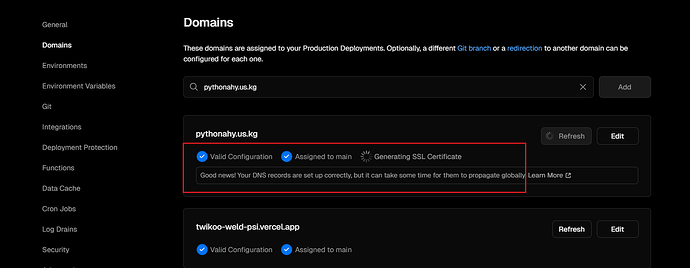 General
Domains
Environments
Environment Variables
Git
Integrations
Deployment Protection
Functions
Data Cache
Cron Jobs
Log Drains
Security
Domains
These domains are assigned to your Production Deployments. Optionally, a different Git branch or a redirection to another domain can be
configured for each one.
pythonahy.us.kg
Add
pythonahy.us.kg
Refresh
Edit
Valid Configuration
Assigned to main
Generating SSL Certificate
Good news! Your DNS records are set up correctly, but it can take some time for them to propagate globally. Learn More
twikoo-weld-psi.vercel.app
Refresh
Edit
Valid Configuration
Assigned to main